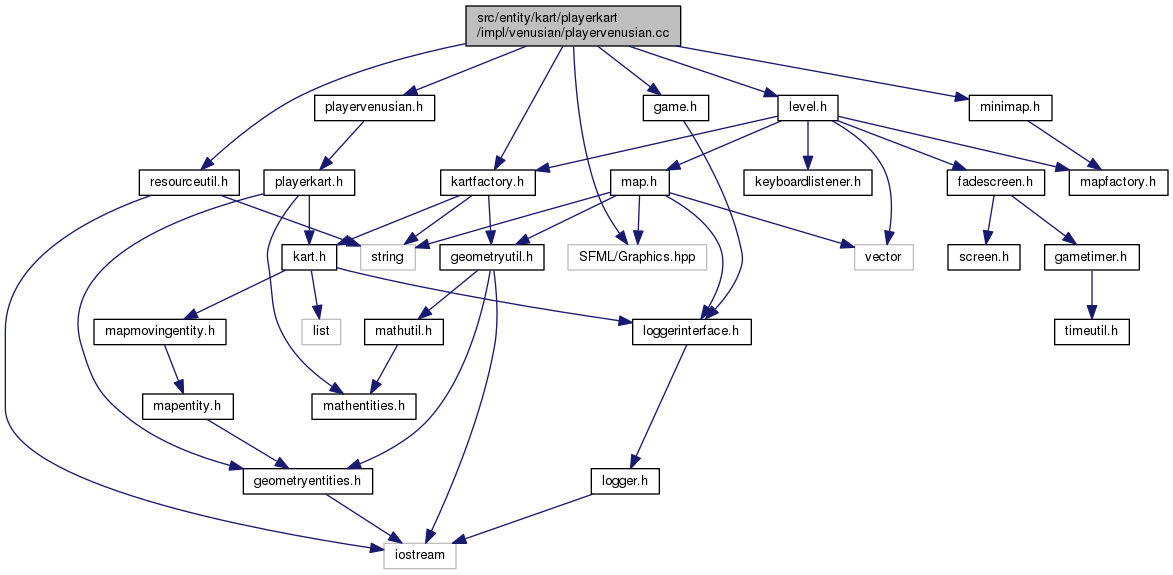 src/entity/kart/playerkart
/impl/venusian/playervenusian.cc
playervenusian.h
game.h
level.h
minimap.h
resourceutil.h
playerkart.h
kartfactory.h
map.h
keyboardlistener.h
fadescreen.h
mapfactory.h
kart.h
string
geometryutil.h
SFML/Graphics.hpp
vector
screen.h
gametimer.h
mapmovingentity.h
list
mathutil.h
loggerinterface.h
timeutil.h
mapentity.h
mathentities.h
geometryentities.h
logger.h
iostream